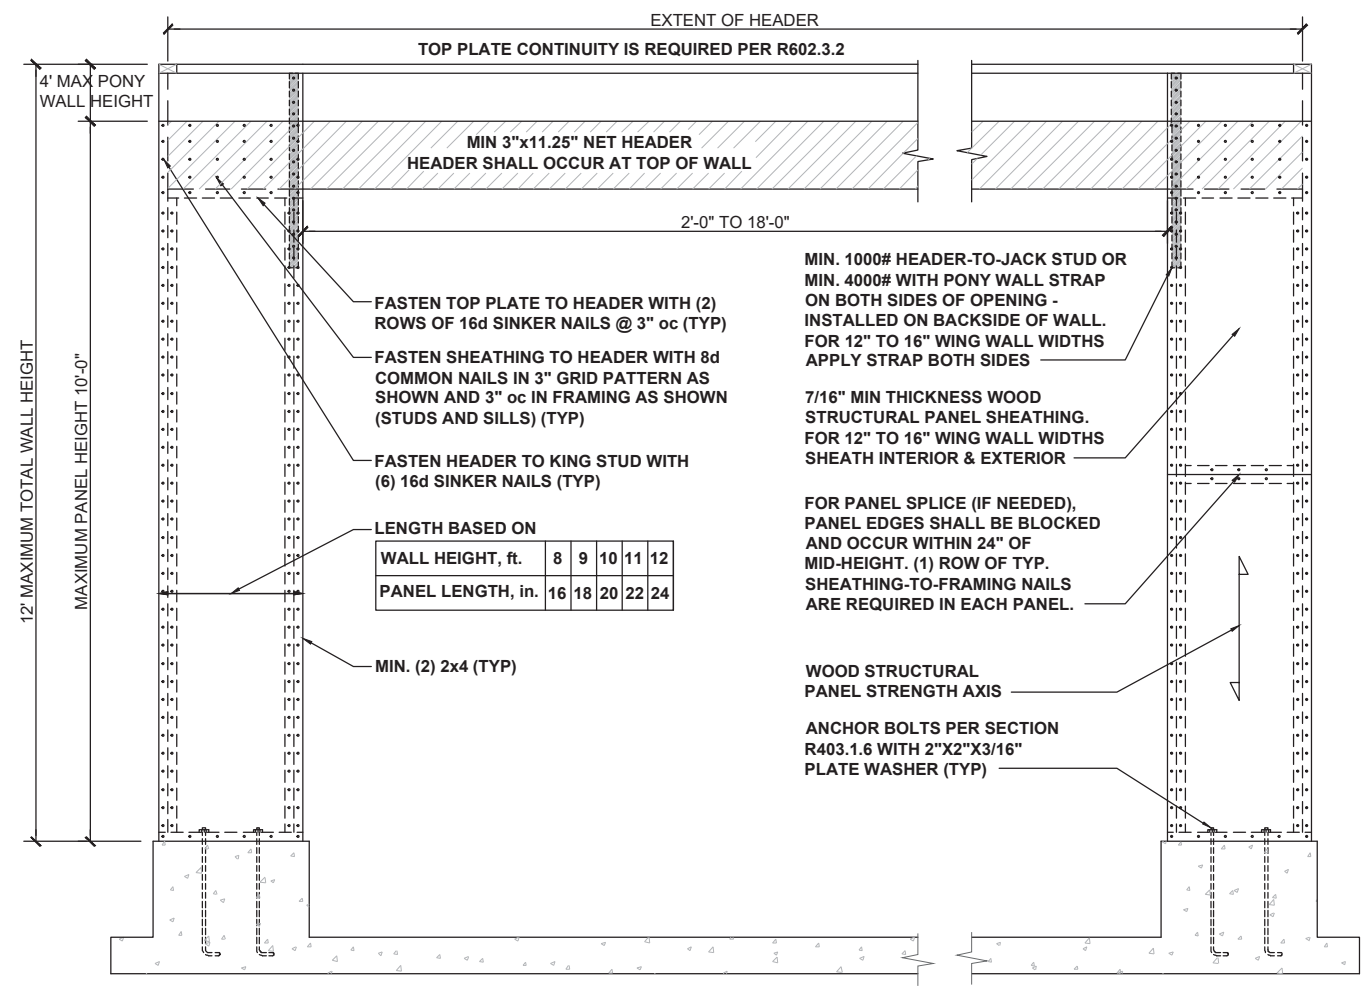 EXTENT OF HEADER
TOP PLATE CONTINUITY IS REQUIRED PER R602.3.2
4' MAX PONY
WALL HEIGHT
MIN 3"x11.25" NET HEADER
HEADER SHALL OCCUR AT TOP OF WALL
2'-0" TO 18'-0"
12' MAXIMUM TOTAL WALL HEIGHT
MAXIMUM PANEL HEIGHT 10'-0"
FASTEN TOP PLATE TO HEADER WITH (2)
ROWS OF 16d SINKER NAILS @ 3" oc (TYP)
FASTEN SHEATHING TO HEADER WITH 8d
COMMON NAILS IN 3" GRID PATTERN AS
SHOWN AND 3" oc IN FRAMING AS SHOWN
(STUDS AND SILLS) (TYP)
FASTEN HEADER TO KING STUD WITH
(6) 16d SINKER NAILS (TYP)
LENGTH BASED ON
WALL HEIGHT, ft. 8 9 10 11 12
PANEL LENGTH, in. 16 18 20 22 24
MIN. (2) 2x4 (TYP)
MIN. 1000# HEADER-TO-JACK STUD OR
MIN. 4000# WITH PONY WALL STRAP
ON BOTH SIDES OF OPENING -
INSTALLED ON BACKSIDE OF WALL.
FOR 12" TO 16" WING WALL WIDTHS
APPLY STRAP BOTH SIDES
7/16" MIN THICKNESS WOOD
STRUCTURAL PANEL SHEATHING.
FOR 12" TO 16" WING WALL WIDTHS
SHEATH INTERIOR & EXTERIOR
FOR PANEL SPLICE (IF NEEDED),
PANEL EDGES SHALL BE BLOCKED
AND OCCUR WITHIN 24" OF
MID-HEIGHT. (1) ROW OF TYP.
SHEATHING-TO-FRAMING NAILS
ARE REQUIRED IN EACH PANEL.
WOOD STRUCTURAL
PANEL STRENGTH AXIS
ANCHOR BOLTS PER SECTION
R403.1.6 WITH 2"X2"X3/16"
PLATE WASHER (TYP)